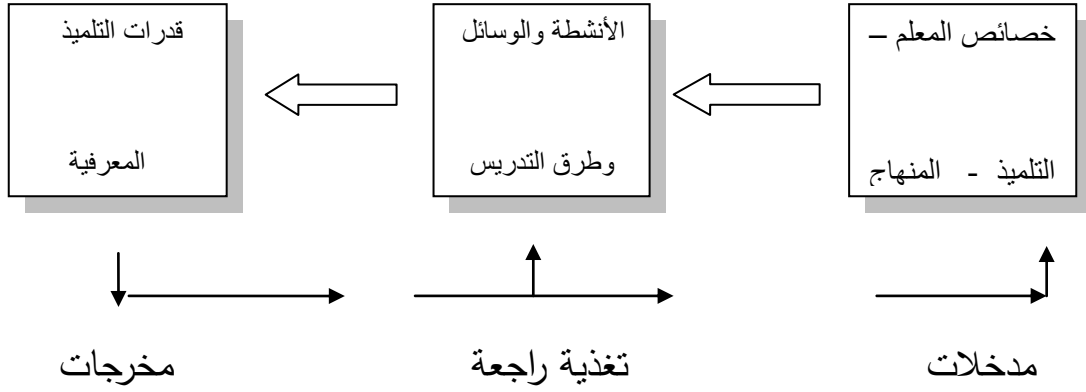 خصائص المعلم –
التلميذ - المنهاج
الأنشطة والوسائل
وطرق التدريس
قدرات التلميذ
المعرفية
مدخلات
تغذية راجعة
مخرجات